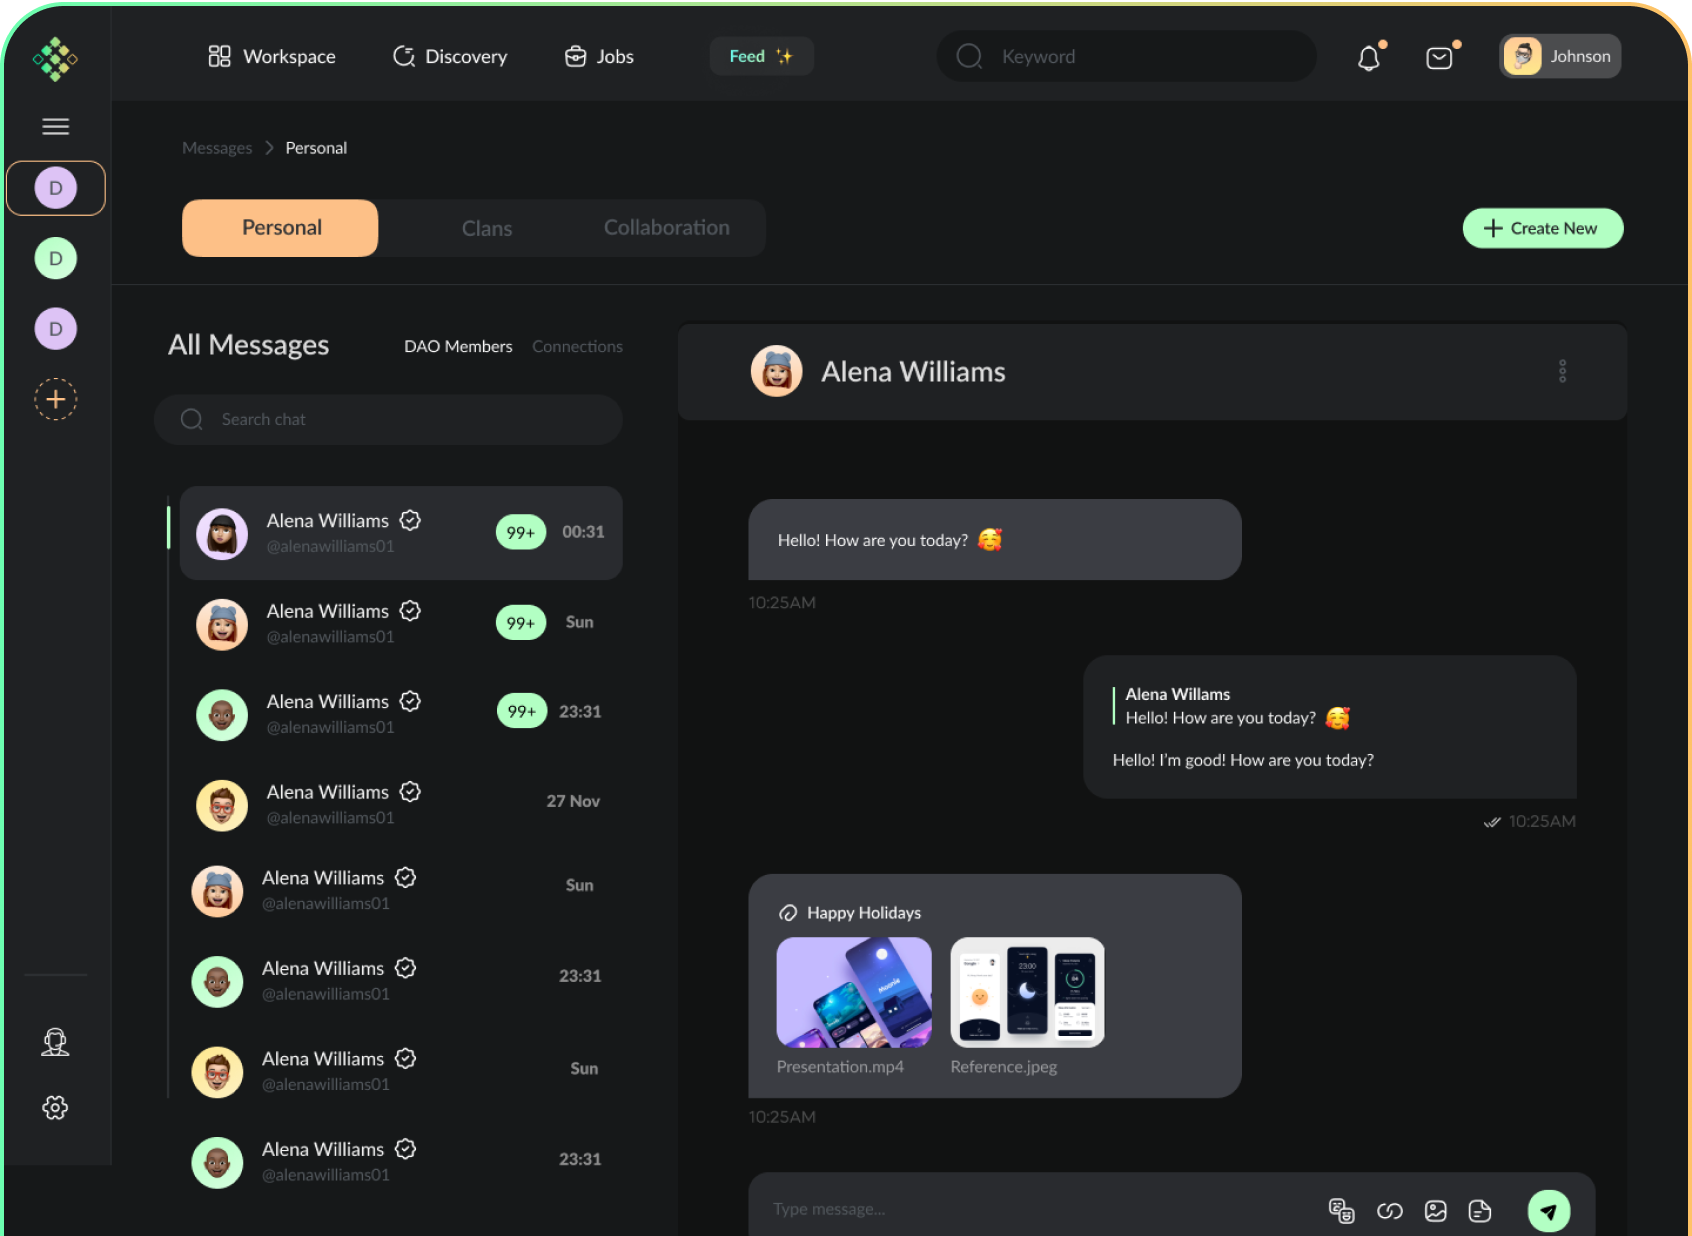 Workspace
Discovery
Jobs
Feed
Keyword
Johnson
Messages > Personal
D
D
D
Personal
Clans
Collaboration
+ Create New
All Messages
DAO Members
Connections
Search chat
Alena Williams
@alenawilliams01
99+
00:31
Alena Williams
@alenawilliams01
99+
Sun
Alena Williams
@alenawilliams01
99+
23:31
Alena Williams
@alenawilliams01
27 Nov
Alena Williams
@alenawilliams01
Sun
Alena Williams
@alenawilliams01
23:31
Alena Williams
@alenawilliams01
Sun
Alena Williams
@alenawilliams01
23:31
Alena Williams
Hello! How are you today? 🥰
10:25AM
Alena Willams
Hello! How are you today? 🥰
Hello! I'm good! How are you today?
10:25AM
Happy Holidays
23:00
Presentation.mp4
Reference.jpeg
10:25AM
Type message...